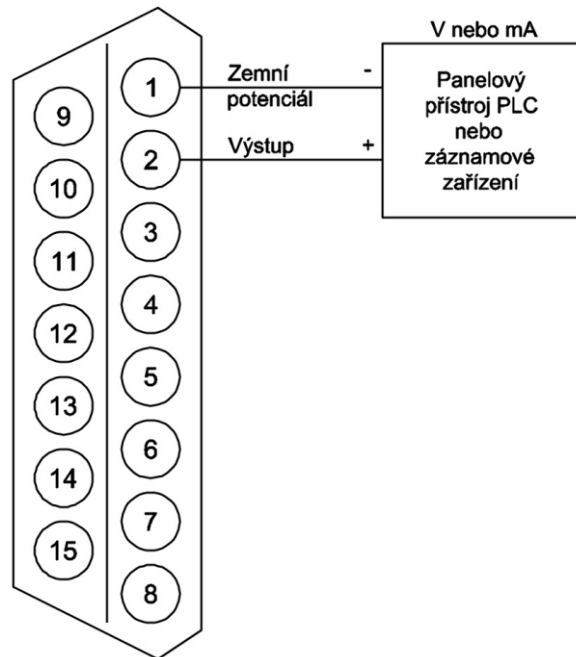 V nebo mA
1
Zemní
potenciál
-
2
Výstup
+
Panelový
přístroj PLC
nebo
záznamové
zařízení
3
4
5
6
7
8
9
10
11
12
13
14
15